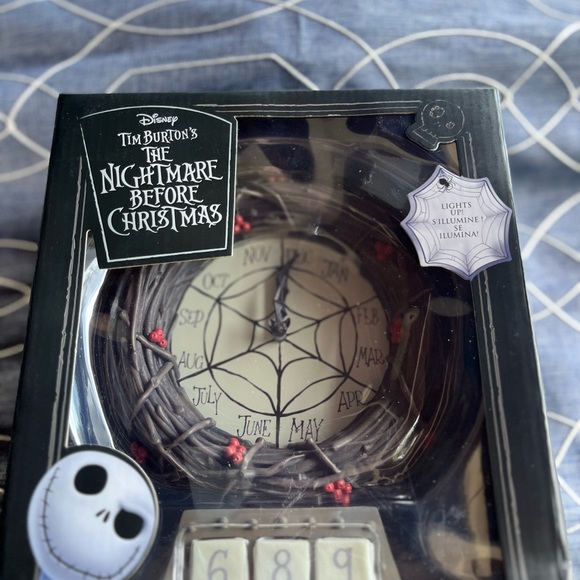 Disney
TIM BURTON'S
THE
NIGHTMARE
BEFORE
CHRISTMAS
LIGHTS
UP!
S'ILLUMINE!
SE
ILUMINA!
NOV DEC JAN
OCT
SEP FEB
AUG MAR
JULY APR
JUNE MAY
6 8 9